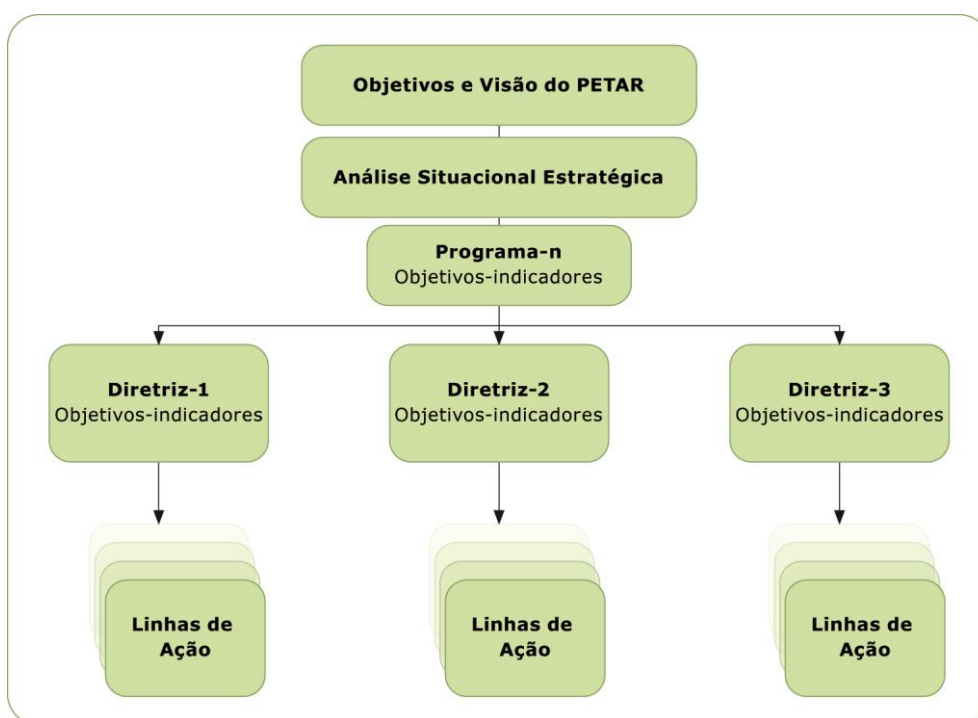 Objetivos e Visão do PETAR
Análise Situacional Estratégica
Programa-n
Objetivos-indicadores
Diretriz-1
Objetivos-indicadores
Diretriz-2
Objetivos-indicadores
Diretriz-3
Objetivos-indicadores
Linhas de
Ação
Linhas de
Ação
Linhas de
Ação